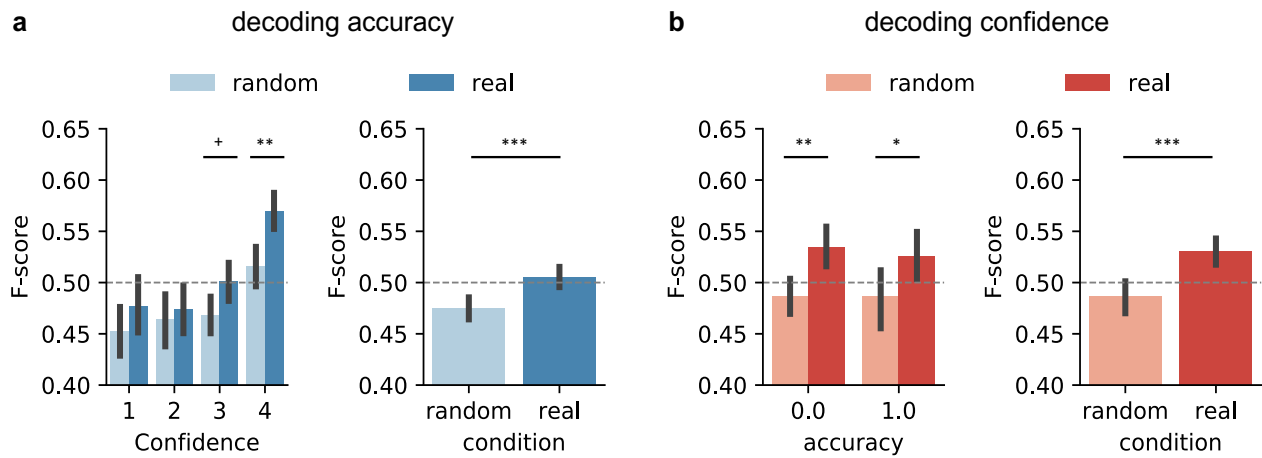 a decoding accuracy
random real
0.65
0.60
0.55
0.50
0.45
0.40
F-score
+ **
1 2 3 4
Confidence
0.65
0.60
0.55
0.50
0.45
0.40
F-score
***
random real
condition
b decoding confidence
random real
0.65
0.60
0.55
0.50
0.45
0.40
F-score
** *
0.0 1.0
accuracy
0.65
0.60
0.55
0.50
0.45
0.40
F-score
***
random real
condition